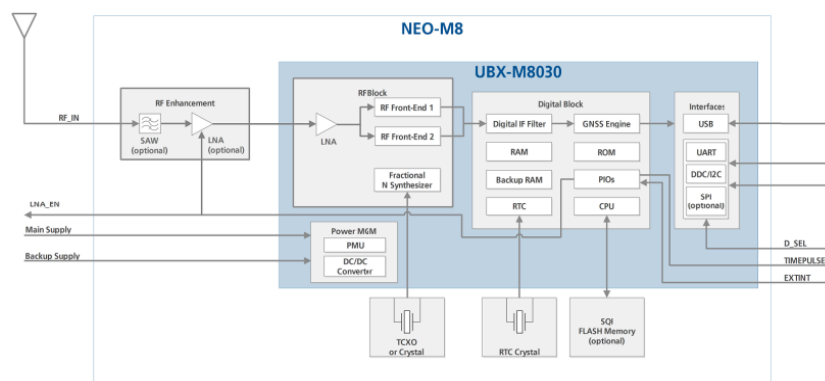 NEO-M8
UBX-M8030
RF Enhancement
RF_IN
SAW
(optional)
LNA
(optional)
RFBlock
RF Front-End 1
RF Front-End 2
LNA
Fractional
N Synthesizer
Digital Block
Digital IF Filter
GNSS Engine
RAM
ROM
Backup RAM
PIOs
RTC
CPU
Interfaces
USB
UART
DDC/I2C
SPI
(optional)
LNA_EN
Main Supply
Backup Supply
Power MGM
PMU
DC/DC
Converter
D_SEL
TIMEPULSE
EXTINT
TCXO
or Crystal
RTC Crystal
SQI
FLASH Memory
(optional)